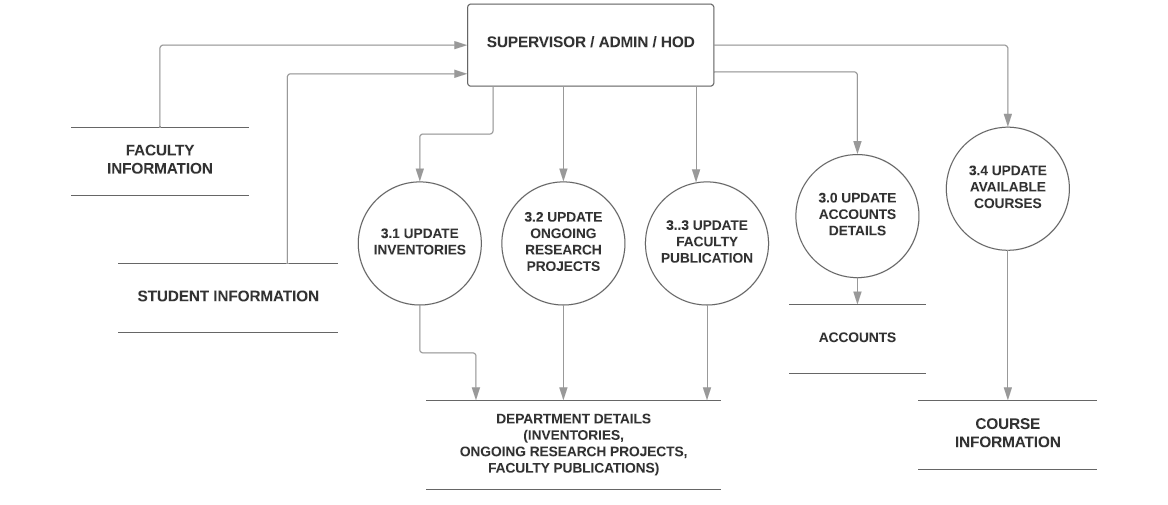 SUPERVISOR / ADMIN / HOD
FACULTY
INFORMATION
STUDENT INFORMATION
3.1 UPDATE
INVENTORIES
3.2 UPDATE
ONGOING
RESEARCH
PROJECTS
3..3 UPDATE
FACULTY
PUBLICATION
3.0 UPDATE
ACCOUNTS
DETAILS
3.4 UPDATE
AVAILABLE
COURSES
ACCOUNTS
DEPARTMENT DETAILS
(INVENTORIES,
ONGOING RESEARCH PROJECTS,
FACULTY PUBLICATIONS)
COURSE
INFORMATION